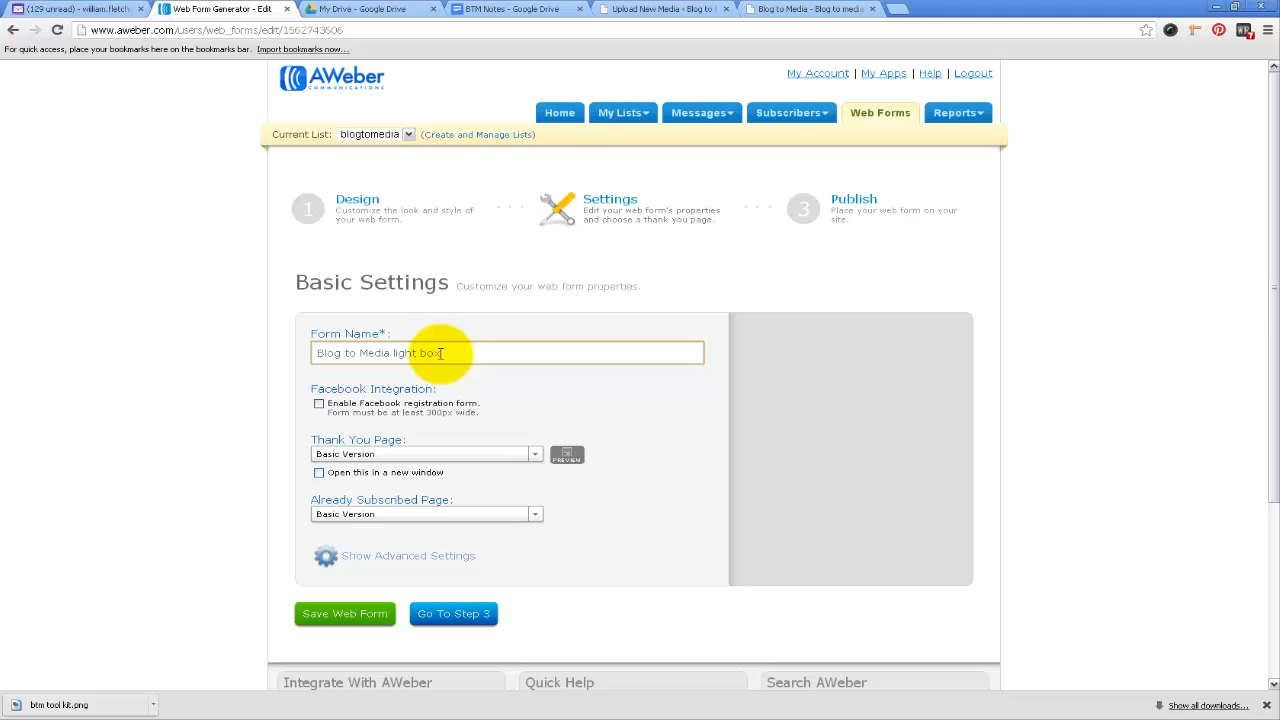 (29 unread) - william.fletch
Web Form Generator - Edit
My Drive - Google Drive
BTM Notes - Google Drive
Upload New Media ‹ Blog to
Blog to Media - Blog to media
www.aweber.com/users/web_forms/edit/1562743606
For quick access, place your bookmarks here on the bookmarks bar. Import bookmarks now...
AWeber
COMMUNICATIONS
My Account | My Apps | Help | Logout
Home
My Lists
Messages
Subscribers
Web Forms
Reports
Current List: blogtomedia (Create and Manage Lists)
1
Design
Customize the look and style of
your web form.
Settings
Edit your web form's properties
and choose a thank you page.
3
Publish
Place your web form on your
site.
Basic Settings Customize your web form properties.
Form Name*:
Blog to Media light box
Facebook Integration:
Enable Facebook registration form.
Form must be at least 300px wide.
Thank You Page:
Basic Version
PREVIEW
Open this in a new window
Already Subscribed Page:
Basic Version
Show Advanced Settings
Save Web Form
Go To Step 3
Integrate With AWeber
Quick Help
Search AWeber
btm tool kit.png
Show all downloads...